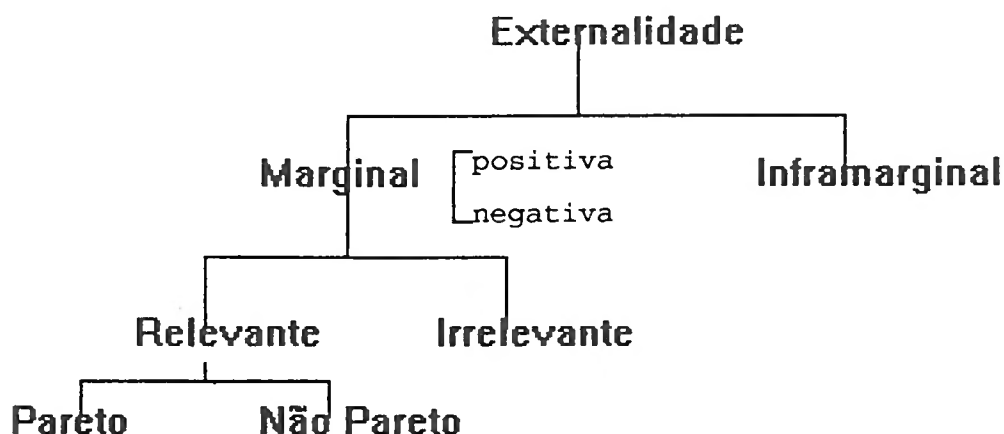 Externalidade
positiva
Marginal
Inframarginal
negativa
Relevante
Irrelevante
Pareto
Não Pareto